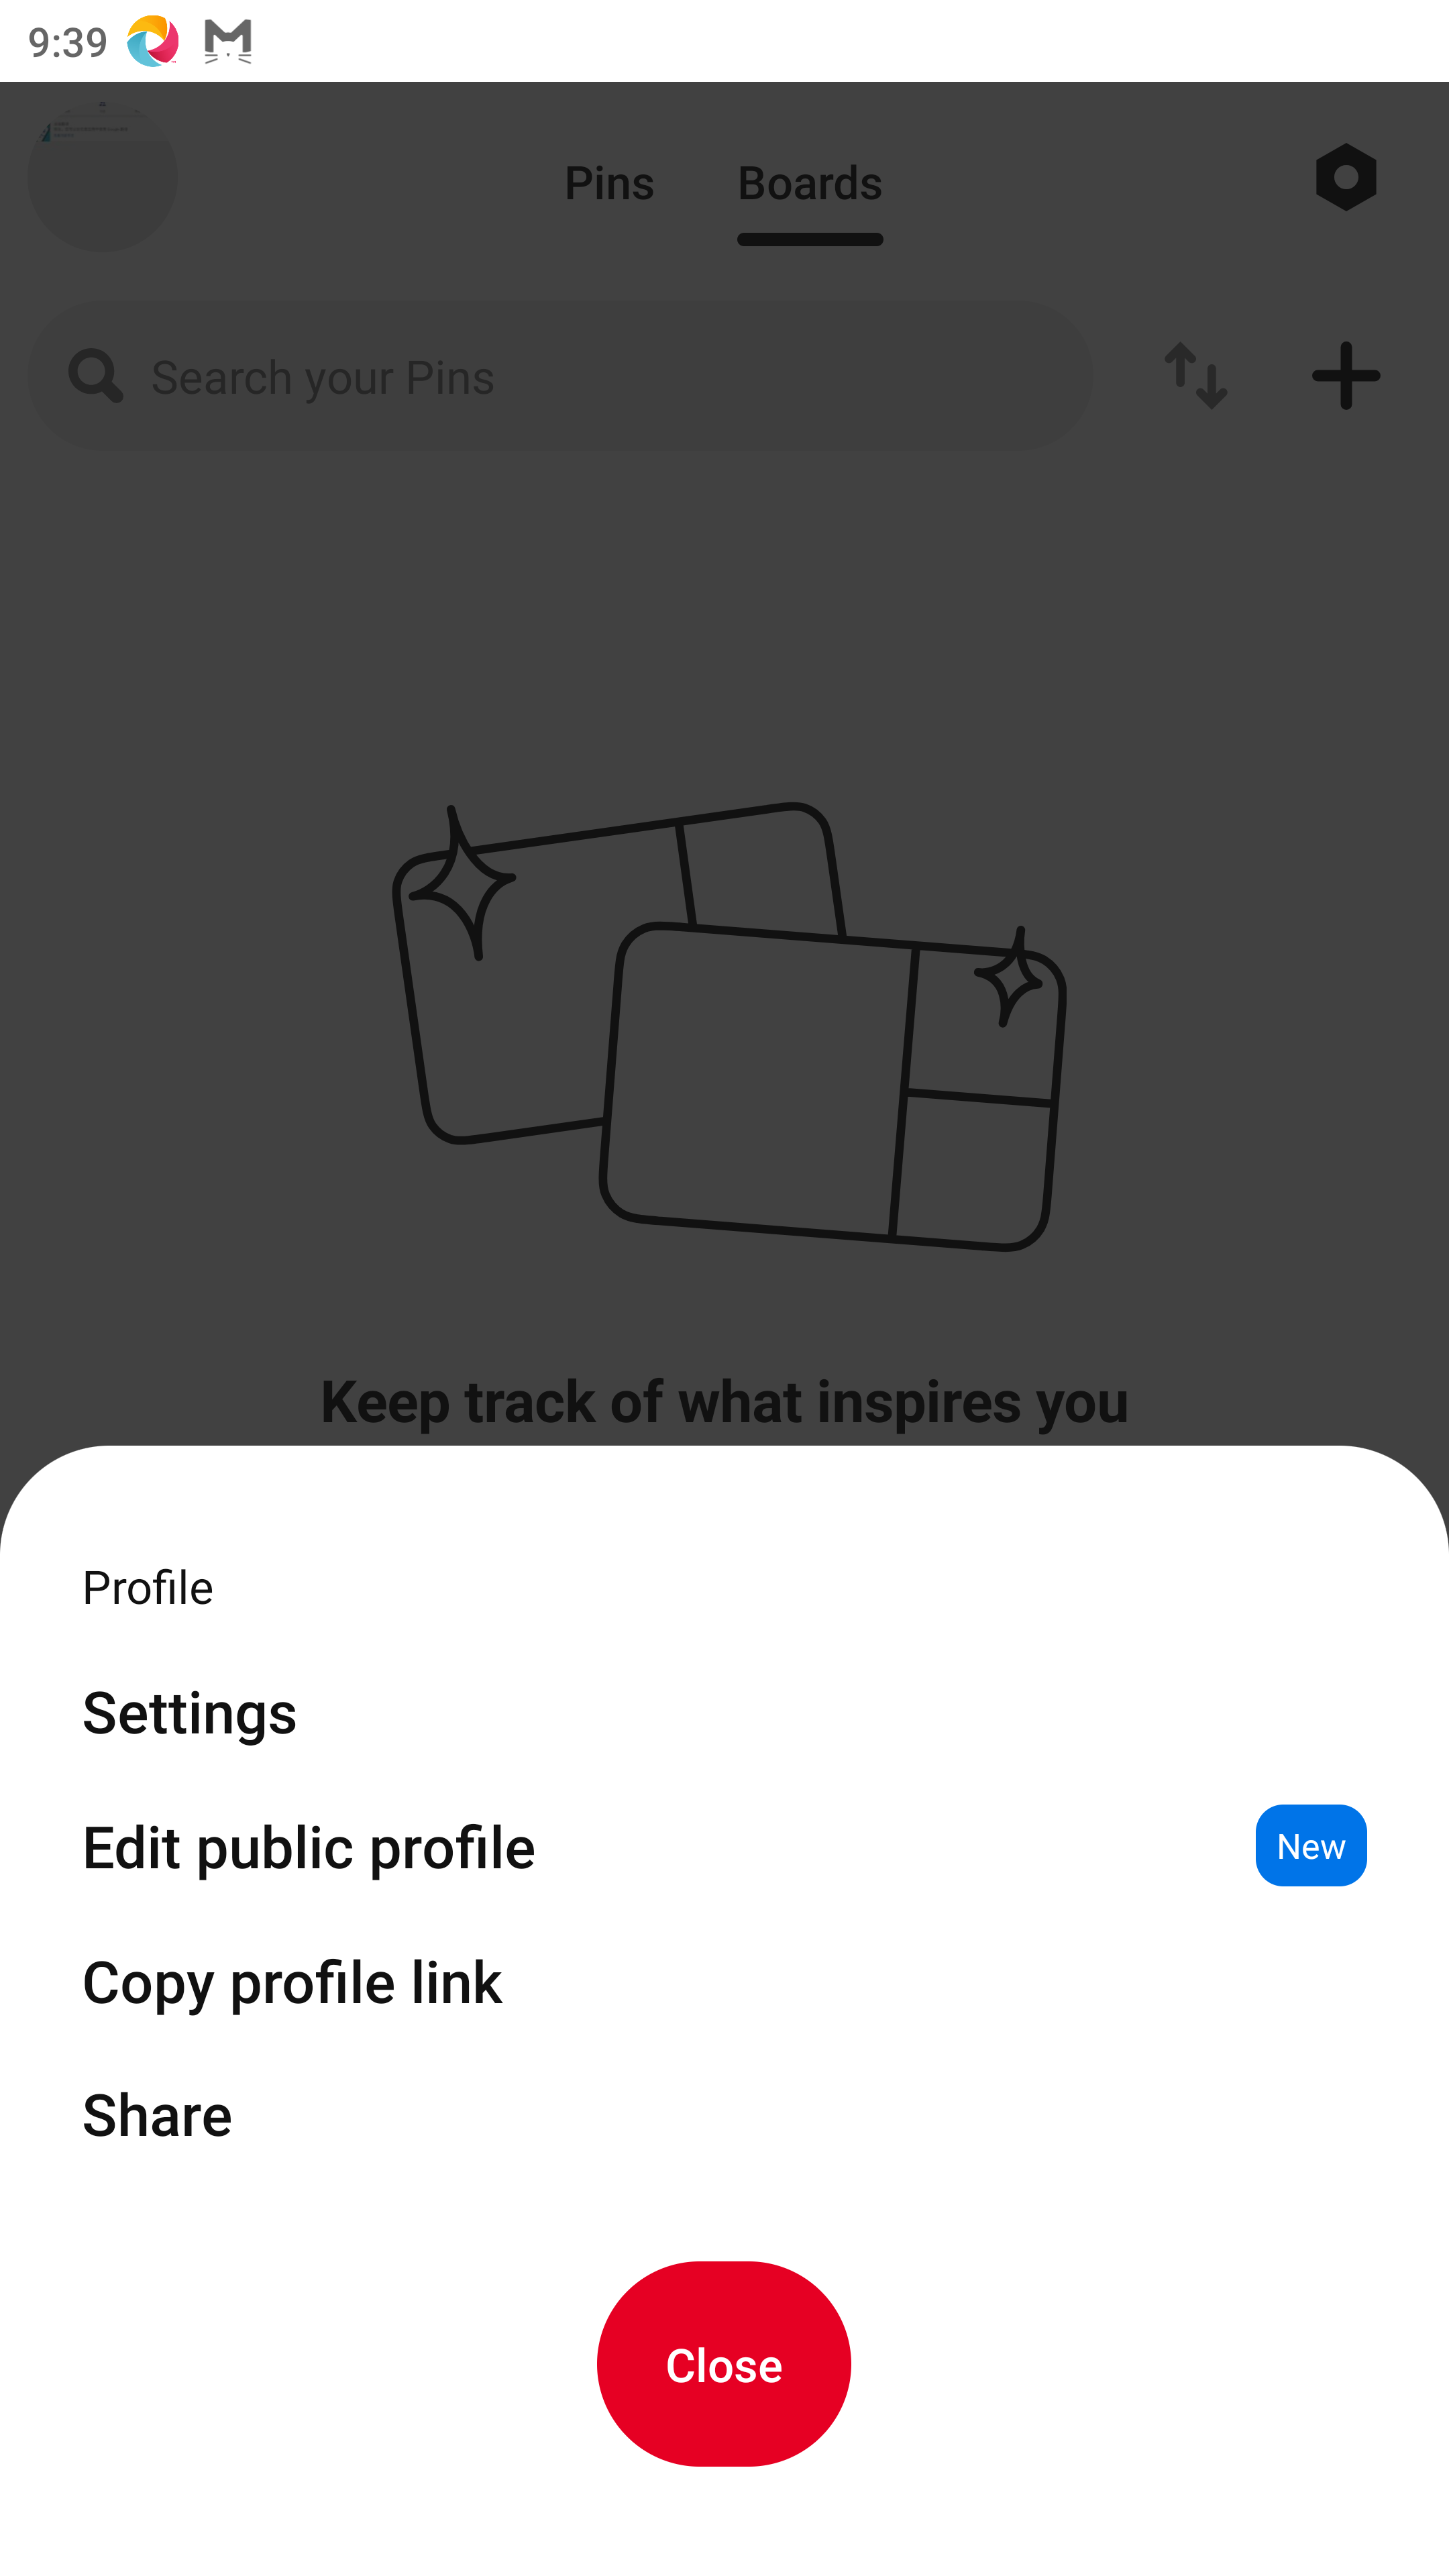 9:39
Pins
Boards
Search your Pins
Keep track of what inspires you
Profile
Settings
Edit public profile
New
Copy profile link
Share
Close